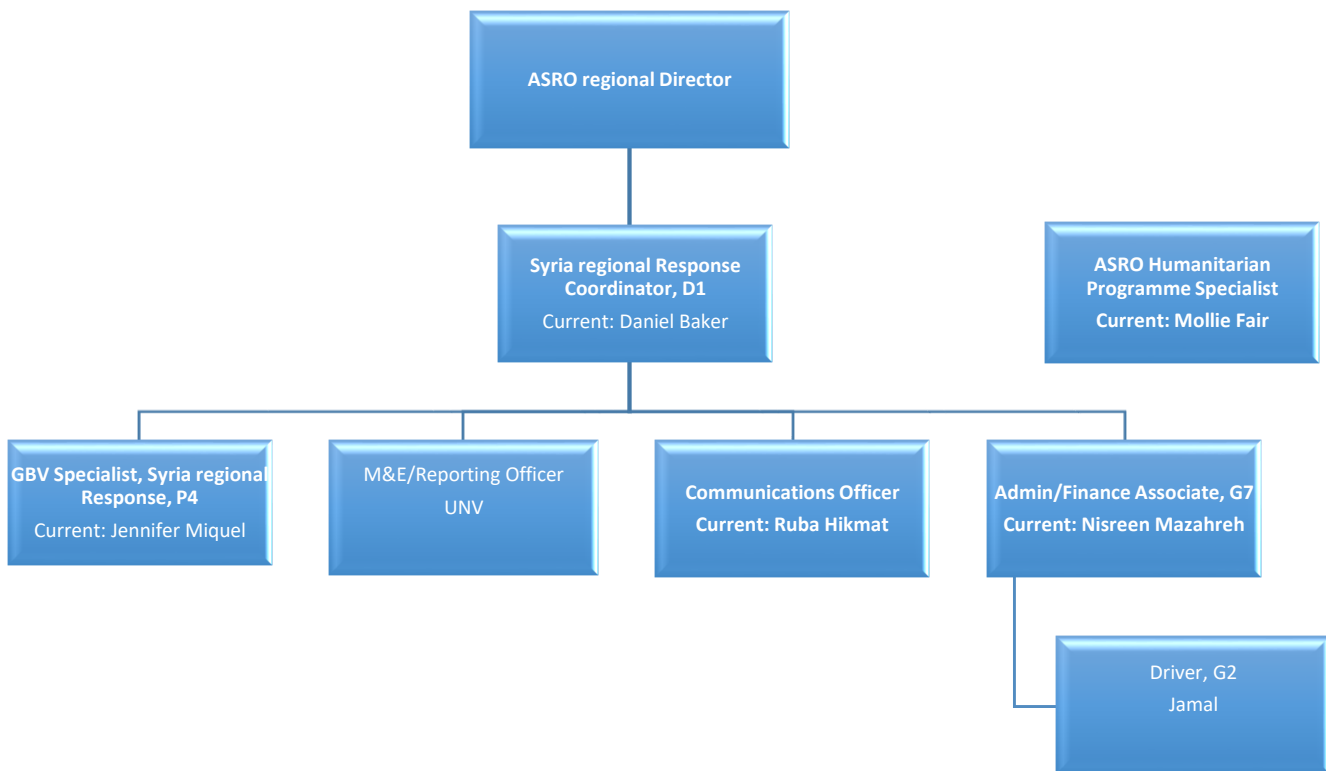 ASRO regional Director
Syria regional Response
Coordinator, D1
Current: Daniel Baker
ASRO Humanitarian
Programme Specialist
Current: Mollie Fair
GBV Specialist, Syria regional
Response, P4
Current: Jennifer Miquel
M&E/Reporting Officer
UNV
Communications Officer
Current: Ruba Hikmat
Admin/Finance Associate, G7
Current: Nisreen Mazahreh
Driver, G2
Jamal